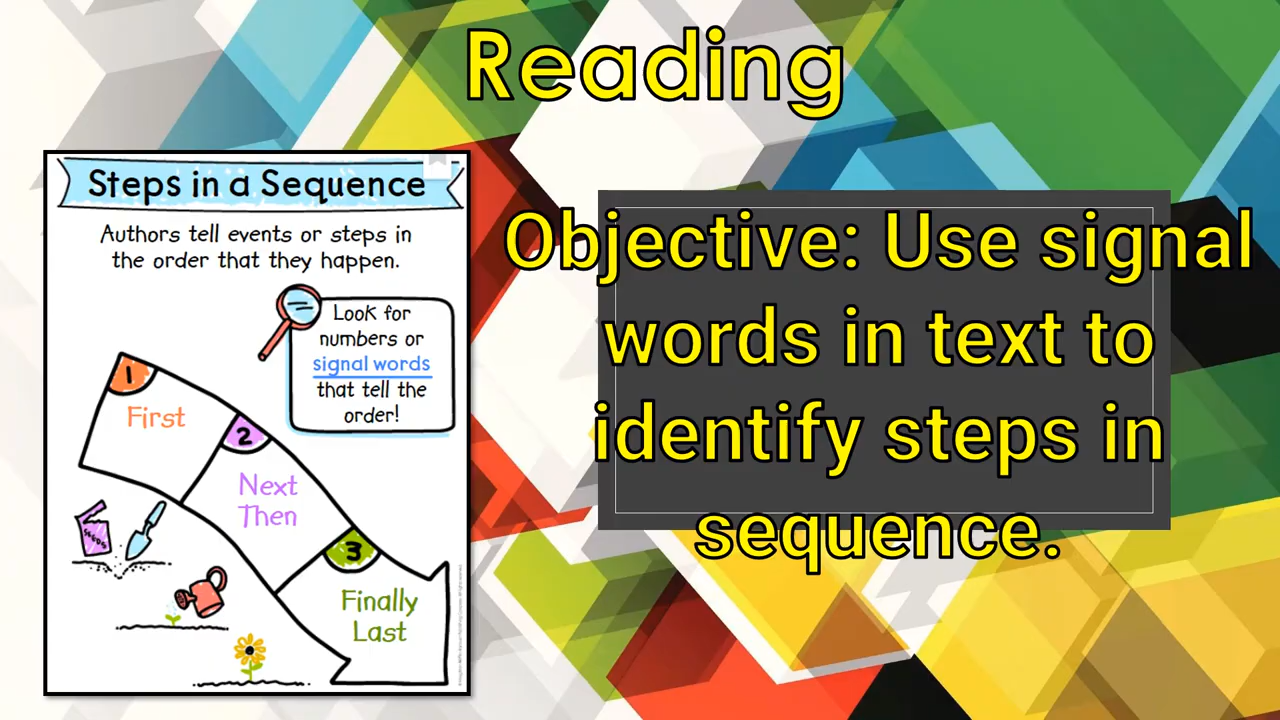 Reading
Steps in a Sequence
Authors tell events or steps in
the order that they happen.
Look for
numbers or
signal words
that tell the
order!
1
First
2
Next
Then
3
Finally
Last
SEEDS
Objective: Use signal
words in text to
identify steps in
sequence.